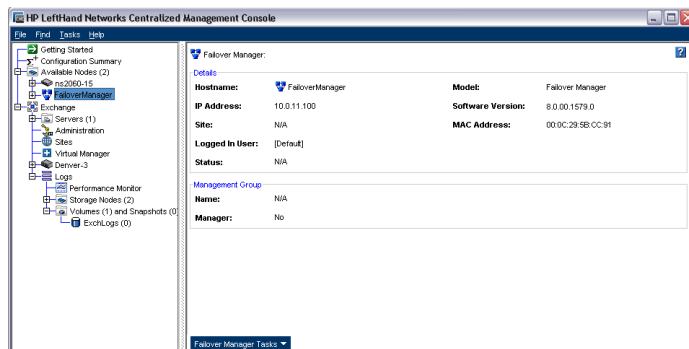 HP LeftHand Networks Centralized Management Console
File Find Tasks Help
Getting Started
Configuration Summary
Available Nodes (2)
ns2060-15
FailoverManager
Exchange
Servers (1)
Administration
Sites
Virtual Manager
Denver-3
Logs
Performance Monitor
Storage Nodes (2)
Volumes (1) and Snapshots (0)
ExchLogs (0)
Failover Manager:
?
Details
Hostname: FailoverManager Model: Failover Manager
IP Address: 10.0.11.100 Software Version: 8.0.00.1579.0
Site: N/A MAC Address: 00:0C:29:5B:CC:91
Logged In User: [Default]
Status: N/A
Management Group
Name: N/A
Manager: No
Failover Manager Tasks